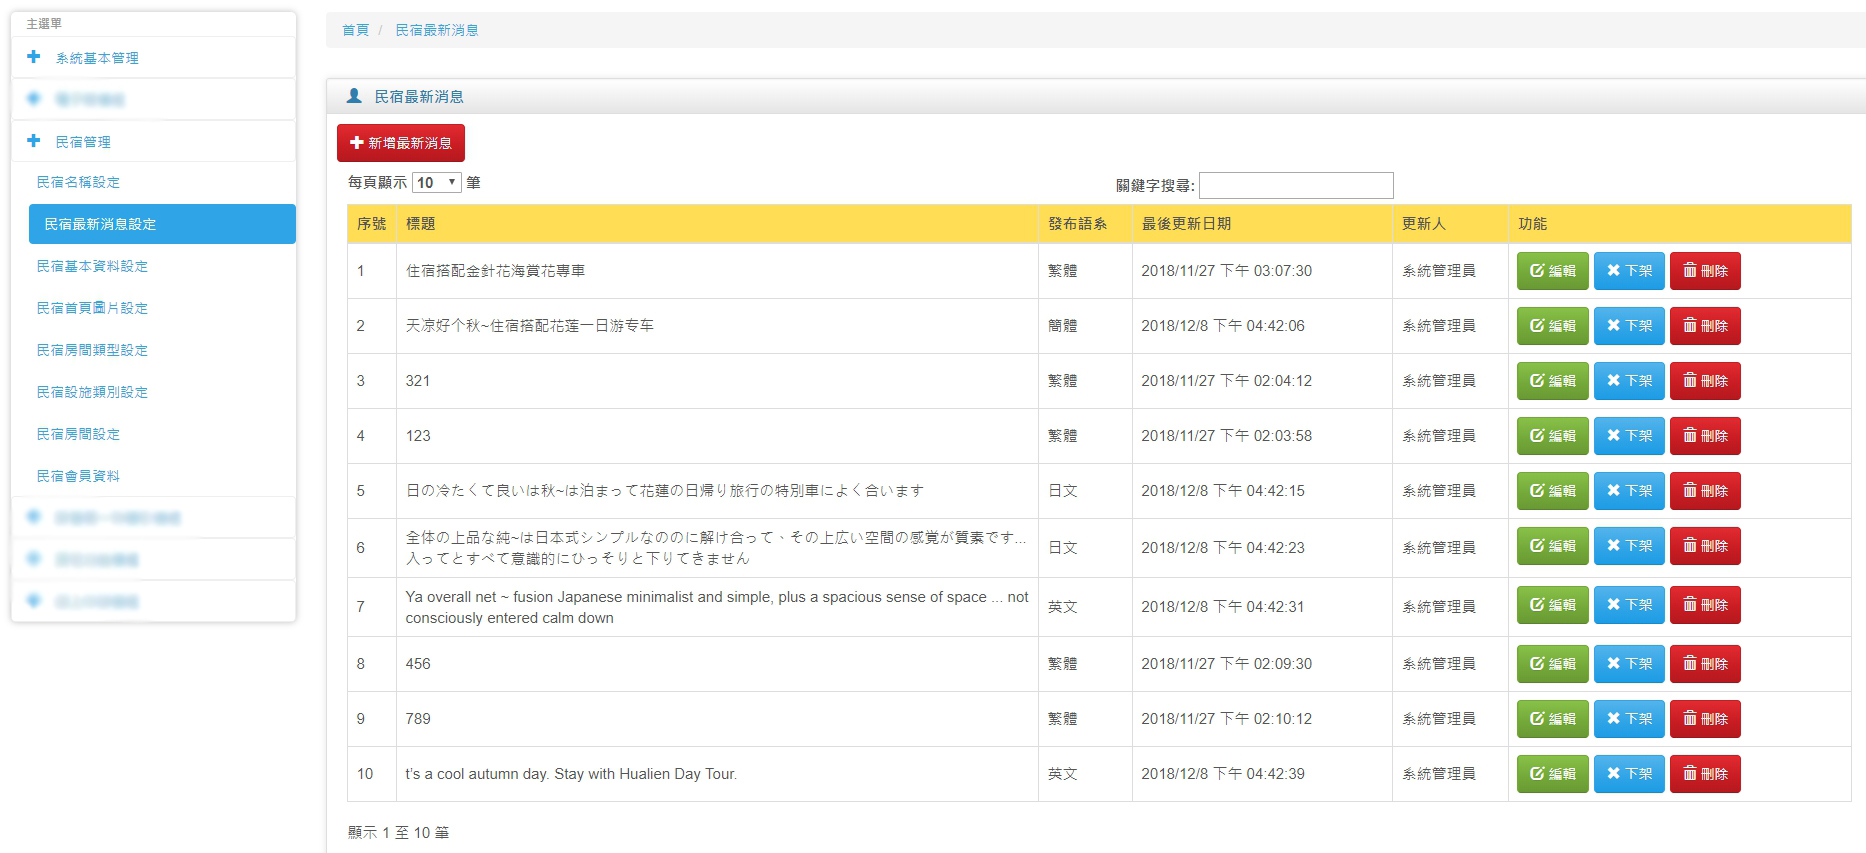 主選單
系統基本管理
民宿管理
民宿名稱設定
民宿最新消息設定
民宿基本資料設定
民宿首頁圖片設定
民宿房間類型設定
民宿設施類別設定
民宿房間設定
民宿會員資料
首頁 / 民宿最新消息
民宿最新消息
新增最新消息
每頁顯示 10 筆
關鍵字搜尋:
序號 標題 發布語系 最後更新日期 更新人 功能
1 住宿搭配金針花海賞花專車 繁體 2018/11/27 下午 03:07:30 系統管理員 編輯 下架 刪除
2 天凉好个秋~住宿搭配花莲一日游专车 簡體 2018/12/8 下午 04:42:06 系統管理員 編輯 下架 刪除
3 321 繁體 2018/11/27 下午 02:04:12 系統管理員 編輯 下架 刪除
4 123 繁體 2018/11/27 下午 02:03:58 系統管理員 編輯 下架 刪除
5 日の冷たくて良いは秋~は泊まって花蓮の日帰り旅行の特別車によく合います 日文 2018/12/8 下午 04:42:15 系統管理員 編輯 下架 刪除
6 全体の上品な純~は日本式シンプルなののに解け合って、その上広い空間の感覚が質素です...
入ってとすべて意識的にひっそりと下りてきません 日文 2018/12/8 下午 04:42:23 系統管理員 編輯 下架 刪除
7 Ya overall net ~ fusion Japanese minimalist and simple, plus a spacious sense of space ... not
consciously entered calm down 英文 2018/12/8 下午 04:42:31 系統管理員 編輯 下架 刪除
8 456 繁體 2018/11/27 下午 02:09:30 系統管理員 編輯 下架 刪除
9 789 繁體 2018/11/27 下午 02:10:12 系統管理員 編輯 下架 刪除
10 t's a cool autumn day. Stay with Hualien Day Tour. 英文 2018/12/8 下午 04:42:39 系統管理員 編輯 下架 刪除
顯示 1 至 10 筆